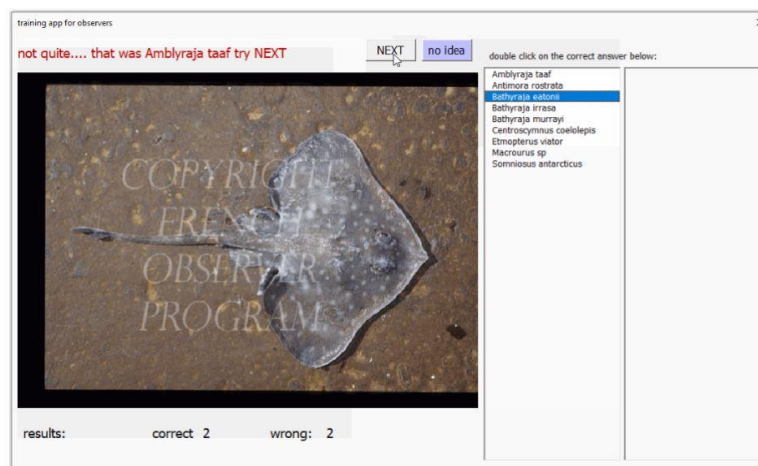 training app for observers
not quite.... that was Amblyraja taaf try NEXT
NEXT
no idea
double click on the correct answer below:
Amblyraja taaf
Antimora rostrata
Bathyraja eatonii
Bathyraja irrasa
Bathyraja murrayi
Centroscymnus coelolepis
Etmopterus viator
Macrourus sp
Somniosus antarcticus
COPYRIGHT
FRENCH
OBSERVER
PROGRAM
results: correct 2 wrong: 2